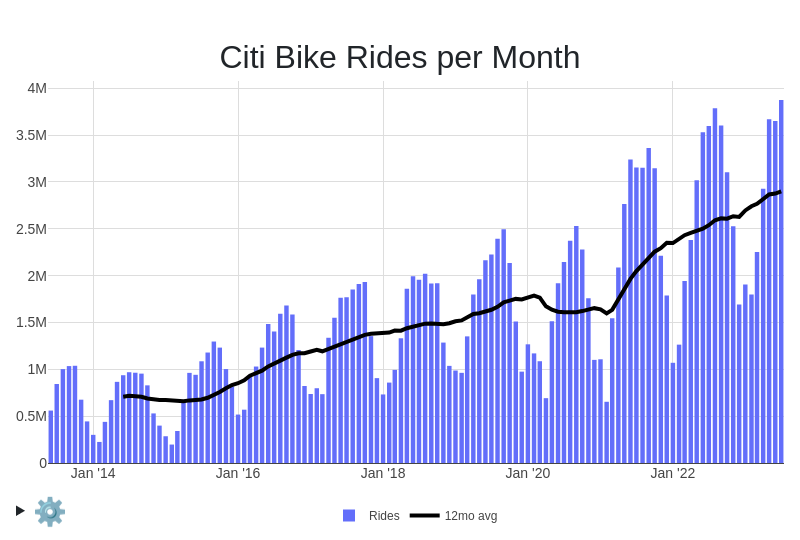 Citi Bike Rides per Month
4M
3.5M
3M
2.5M
2M
1.5M
1M
0.5M
0
Jan '14 Jan '16 Jan '18 Jan '20 Jan '22
Rides 12mo avg